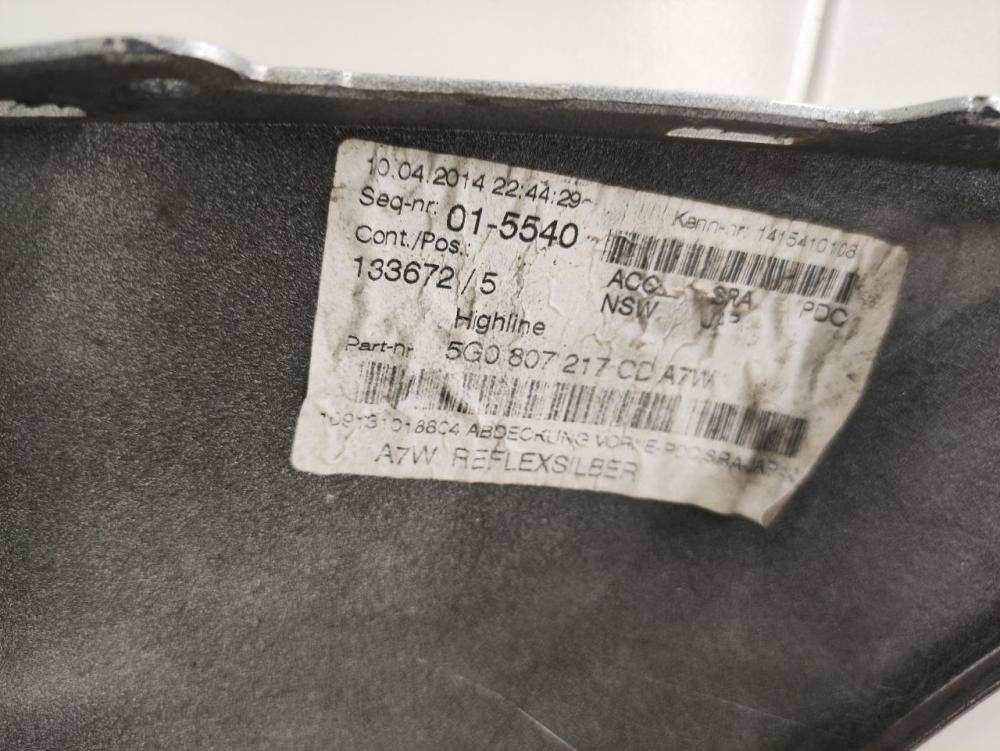 10.04.2014 22:44:29
Seq-nr: 01-5540
Kenn-nr: 1415410108
Cont./Pos.:
133672 / 5
ACC SRA PDC
NSW
Highline
Part-nr 5G0 807 217 CD A7W
ABDECKUNG
A7W REFLEXSILBER